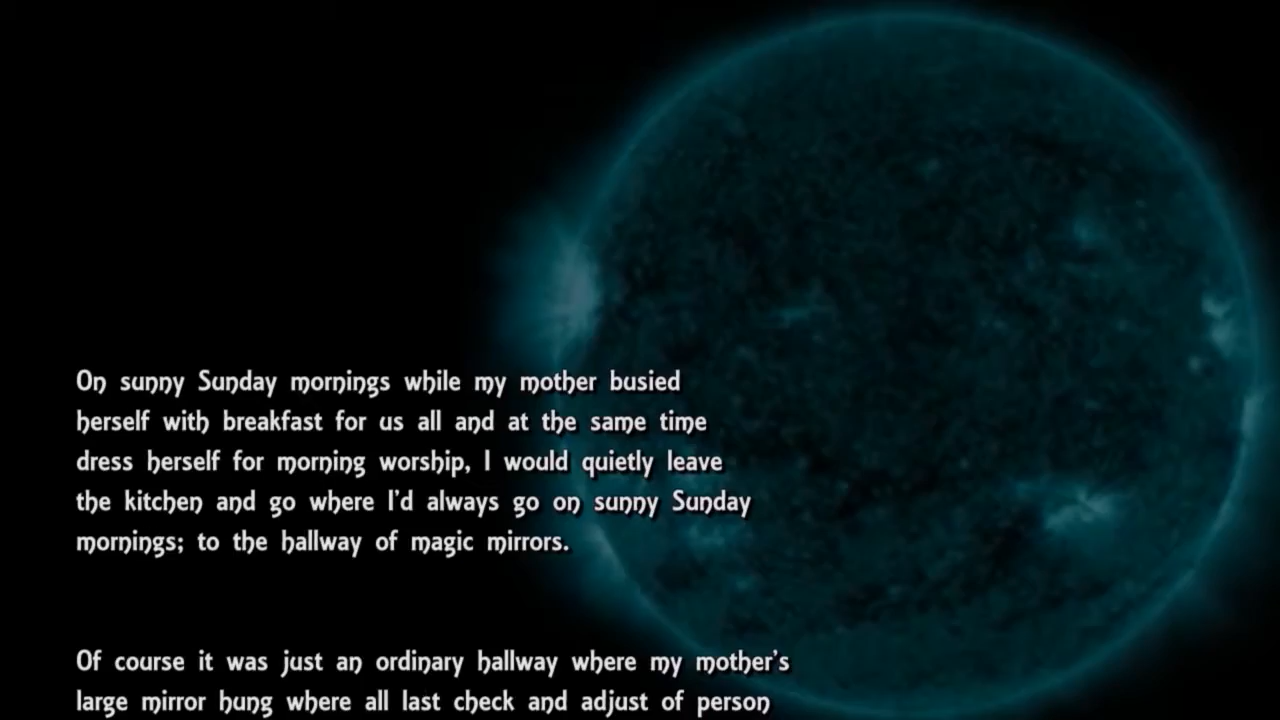 On sunny Sunday mornings while my mother busied
herself with breakfast for us all and at the same time
dress herself for morning worship, I would quietly leave
the kitchen and go where I'd always go on sunny Sunday
mornings; to the hallway of magic mirrors.
Of course it was just an ordinary hallway where my mother's
large mirror hung where all last check and adjust of person